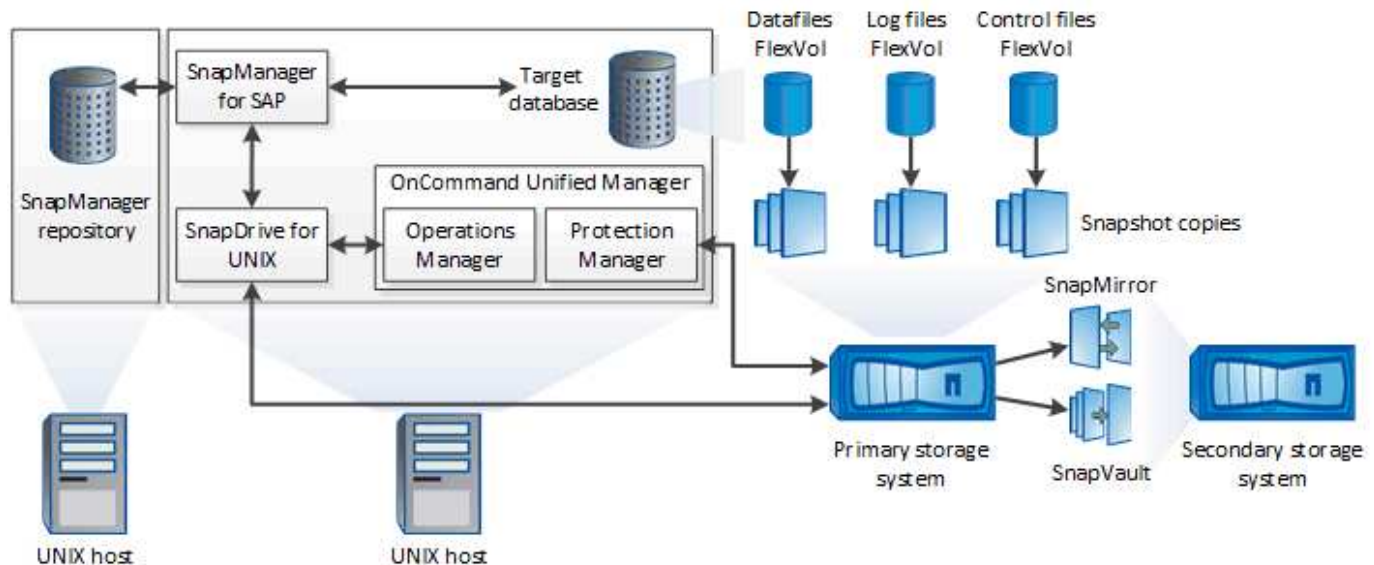 Datafiles
FlexVol
Log files
FlexVol
Control files
FlexVol
SnapManager
for SAP
Target
database
SnapManager
repository
OnCommand Unified Manager
SnapDrive for
UNIX
Operations
Manager
Protection
Manager
Snapshot copies
SnapMirror
Primary storage
system
SnapVault
Secondary storage
system
UNIX host
UNIX host